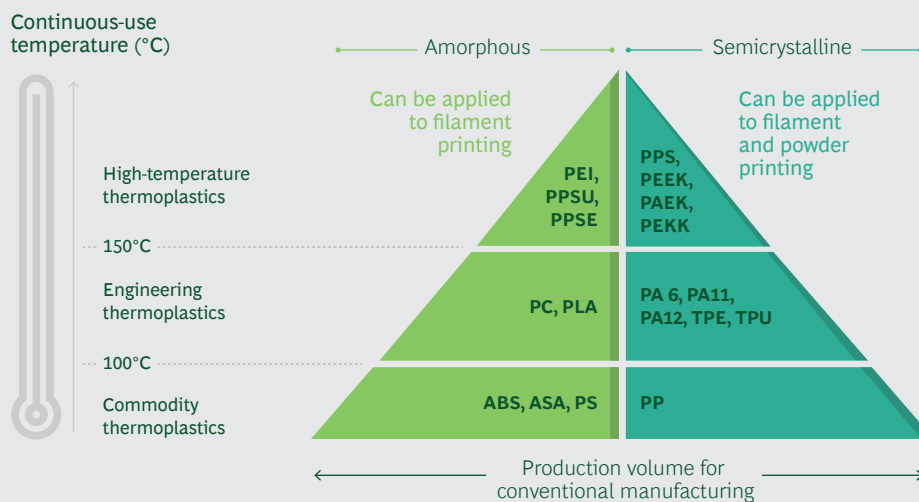 Continuous-use
temperature (°C)
Amorphous
Semicrystalline
Can be applied
to filament
printing
Can be applied
to filament
and powder
printing
High-temperature
thermoplastics
PEI,
PPSU,
PPSE
PPS,
PEEK,
PAEK,
PEKK
150°C
Engineering
thermoplastics
PC, PLA
PA 6, PA11,
PA12, TPE, TPU
100°C
Commodity
thermoplastics
ABS, ASA, PS
PP
Production volume for
conventional manufacturing